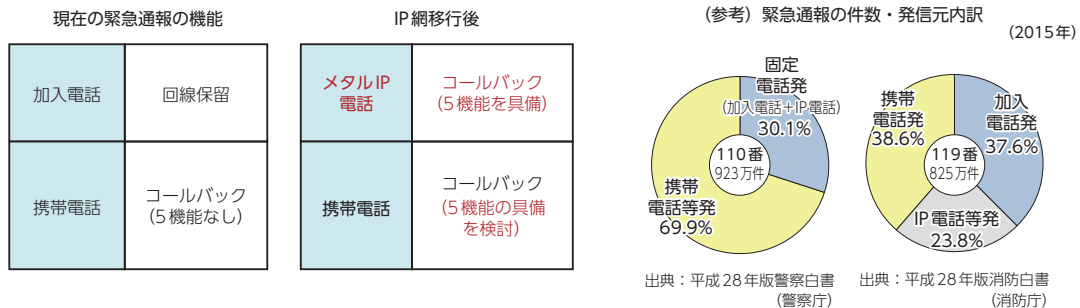 現在の緊急通報の機能
加入電話
回線保留
携帯電話
コールバック
(5機能なし)
IP網移行後
メタルIP
電話
コールバック
(5機能を具備)
携帯電話
コールバック
(5機能の具備
を検討)
(参考) 緊急通報の件数・発信元内訳
(2015年)
固定
電話発
(加入電話+IP電話)
30.1%
110番
923万件
携帯
電話等発
69.9%
出典：平成28年版警察白書
(警察庁)
携帯
電話発
38.6%
加入
電話発
37.6%
119番
825万件
IP電話等発
23.8%
出典：平成28年版消防白書
(消防庁)